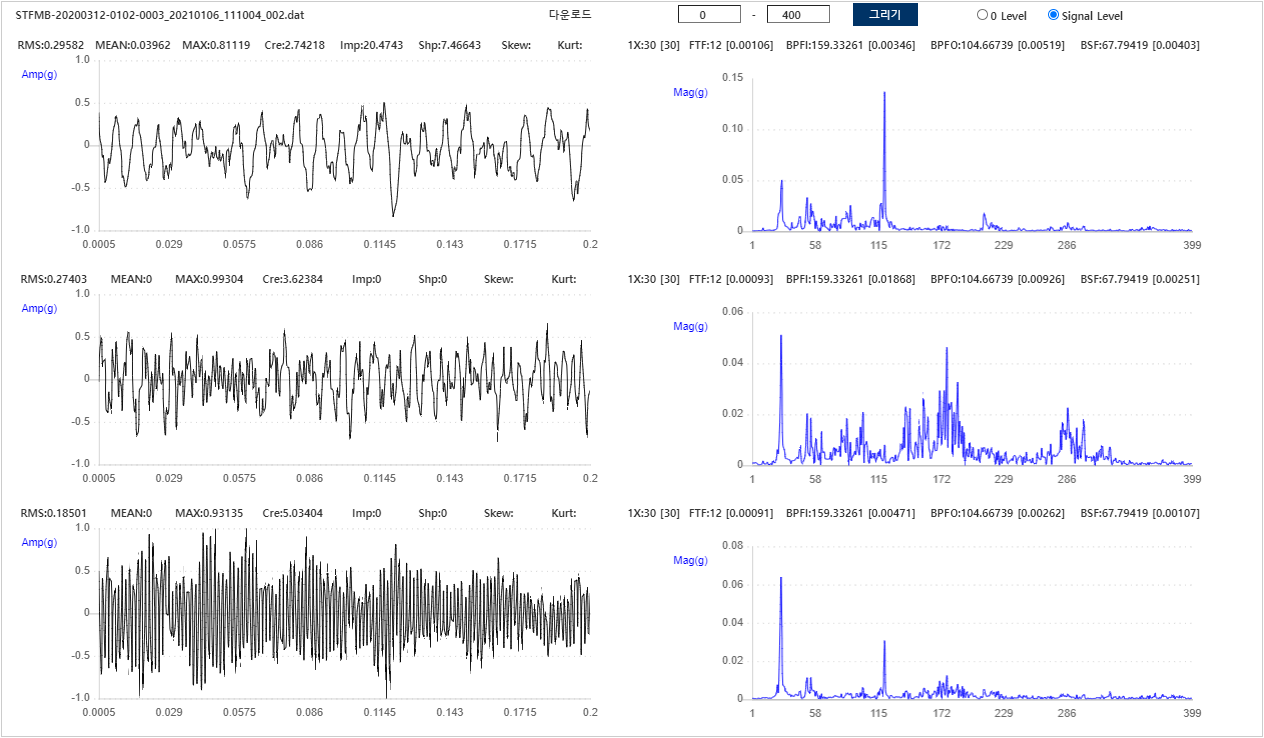 STFMB-20200312-0102-0003_20210106_111004_002.dat 다운로드 0 - 400 그리기 0 Level Signal Level
RMS:0.29582 MEAN:0.03962 MAX:0.81119 Cre:2.74218 Imp:20.4743 Shp:7.46643 Skew: Kurt:
1X:30 [30] FTF:12 [0.00106] BPFI:159.33261 [0.00346] BPFO:104.66739 [0.00519] BSF:67.79419 [0.00403]
Amp(g)
1.0
0.5
0
-0.5
-1.0
0.0005 0.029 0.0575 0.086 0.1145 0.143 0.1715 0.2
Mag(g)
0.15
0.10
0.05
0
1 58 115 172 229 286 399
RMS:0.27403 MEAN:0 MAX:0.99304 Cre:3.62384 Imp:0 Shp:0 Skew: Kurt:
1X:30 [30] FTF:12 [0.00093] BPFI:159.33261 [0.01868] BPFO:104.66739 [0.00926] BSF:67.79419 [0.00251]
Amp(g)
1.0
0.5
0
-0.5
-1.0
0.0005 0.029 0.0575 0.086 0.1145 0.143 0.1715 0.2
Mag(g)
0.06
0.04
0.02
0
1 58 115 172 229 286 399
RMS:0.18501 MEAN:0 MAX:0.93135 Cre:5.03404 Imp:0 Shp:0 Skew: Kurt:
1X:30 [30] FTF:12 [0.00091] BPFI:159.33261 [0.00471] BPFO:104.66739 [0.00262] BSF:67.79419 [0.00107]
Amp(g)
1.0
0.5
0
-0.5
-1.0
0.0005 0.029 0.0575 0.086 0.1145 0.143 0.1715 0.2
Mag(g)
0.08
0.06
0.04
0.02
0
1 58 115 172 229 286 399